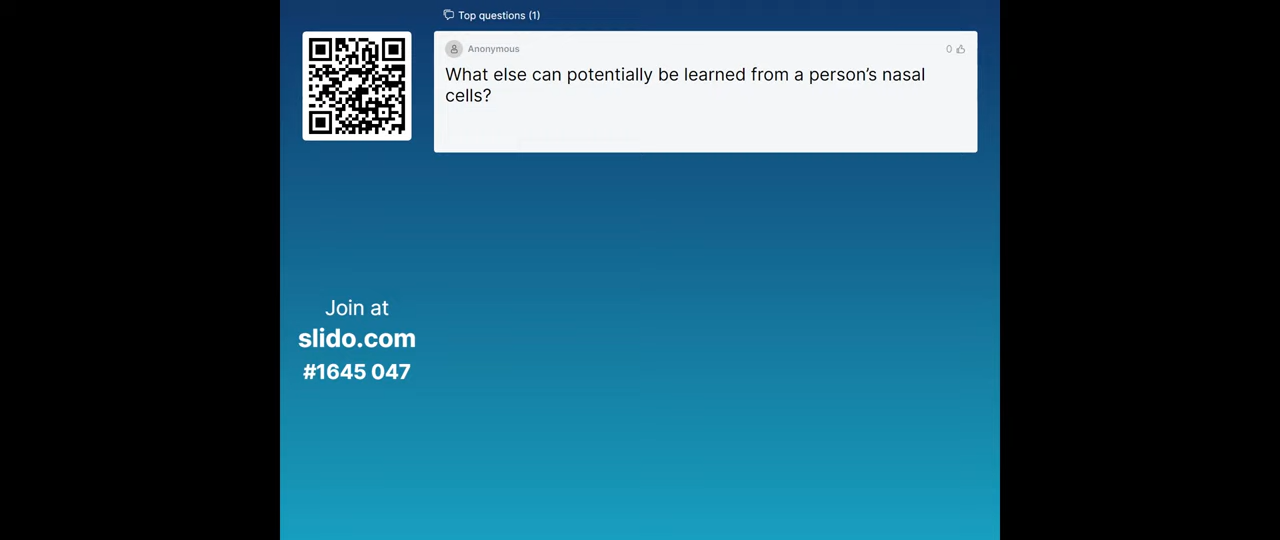 Top questions (1)
Anonymous
0
What else can potentially be learned from a person’s nasal
cells?
Join at
slido.com
#1645 047